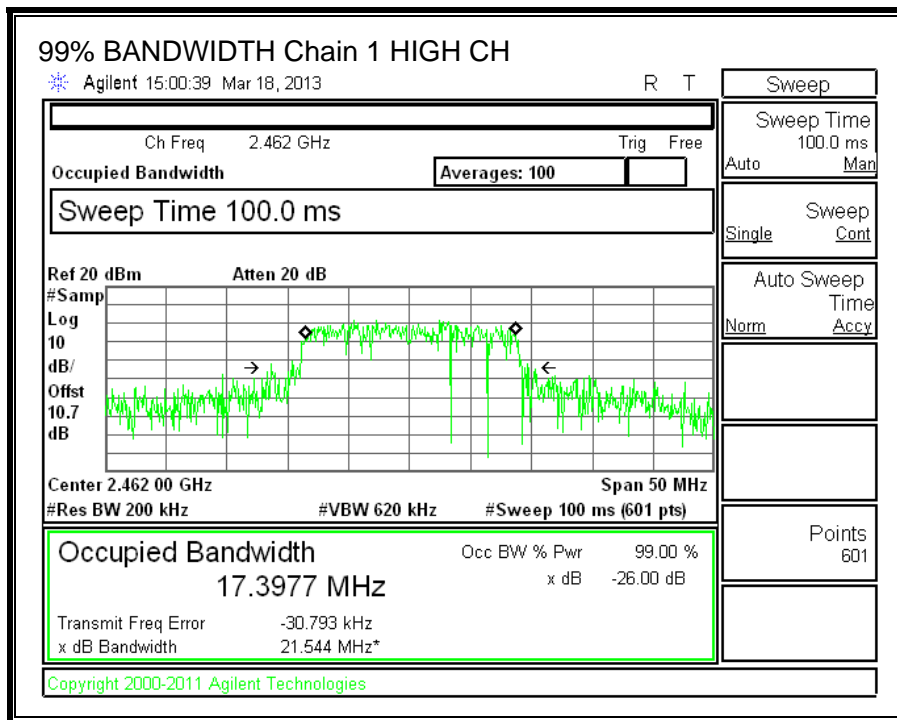 99% BANDWIDTH Chain 1 HIGH CH
Agilent 15:00:39 Mar 18, 2013 R T
Ch Freq 2.462 GHz Trig Free
Occupied Bandwidth Averages: 100
Sweep Time 100.0 ms
Ref 20 dBm Atten 20 dB
#Samp
Log
10
dB/
Offst
10.7
dB
Center 2.462 00 GHz Span 50 MHz
#Res BW 200 kHz #VBW 620 kHz #Sweep 100 ms (601 pts)
Occupied Bandwidth Occ BW % Pwr 99.00 %
17.3977 MHz x dB -26.00 dB
Transmit Freq Error -30.793 kHz
x dB Bandwidth 21.544 MHz*
Copyright 2000-2011 Agilent Technologies
Sweep
Sweep Time
100.0 ms
Auto Man
Sweep
Single Cont
Auto Sweep
Time
Norm Accy
Points
601